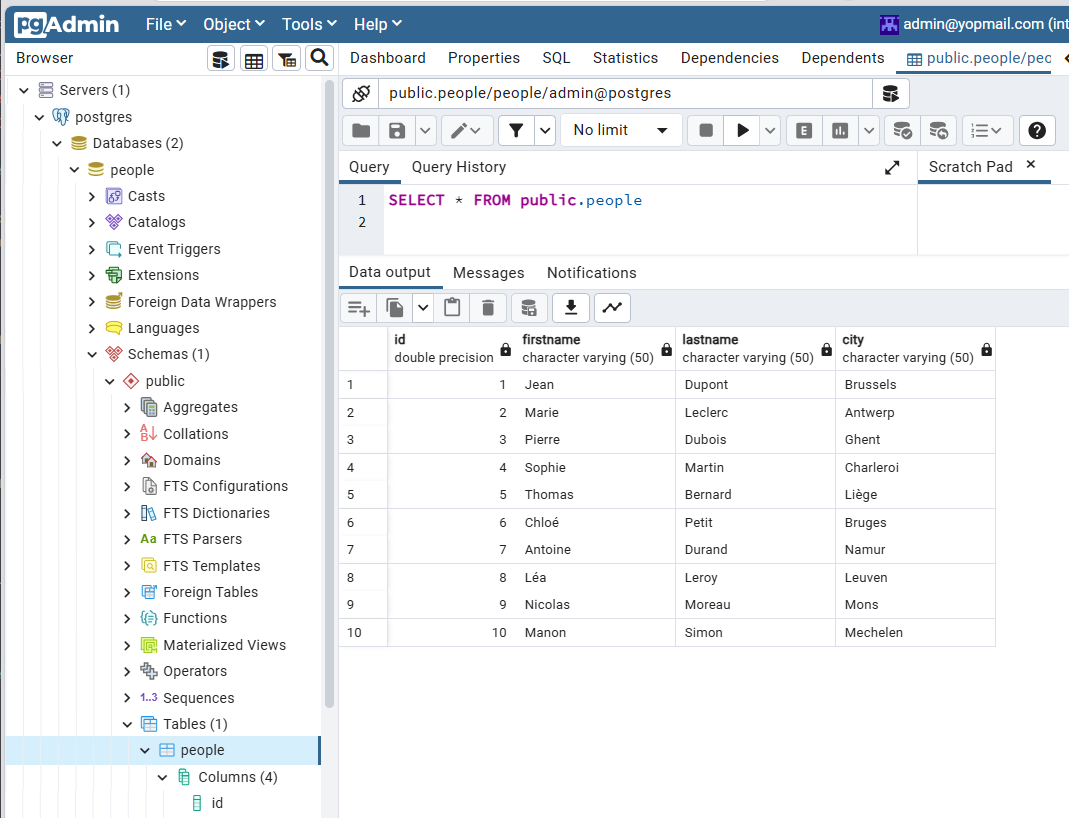 pgAdmin File Object Tools Help admin@yopmail.com (int
Browser
Dashboard Properties SQL Statistics Dependencies Dependents public.people/peo
Servers (1)
postgres
Databases (2)
people
Casts
Catalogs
Event Triggers
Extensions
Foreign Data Wrappers
Languages
Schemas (1)
public
Aggregates
Collations
Domains
FTS Configurations
FTS Dictionaries
Aa FTS Parsers
FTS Templates
Foreign Tables
Functions
Materialized Views
Operators
1..3 Sequences
Tables (1)
people
Columns (4)
id
public.people/people/admin@postgres
No limit E
Query Query History Scratch Pad
1 SELECT * FROM public.people
2
Data output Messages Notifications
id firstname lastname city
double precision character varying (50) character varying (50) character varying (50)
1 1 Jean Dupont Brussels
2 2 Marie Leclerc Antwerp
3 3 Pierre Dubois Ghent
4 4 Sophie Martin Charleroi
5 5 Thomas Bernard Liège
6 6 Chloé Petit Bruges
7 7 Antoine Durand Namur
8 8 Léa Leroy Leuven
9 9 Nicolas Moreau Mons
10 10 Manon Simon Mechelen